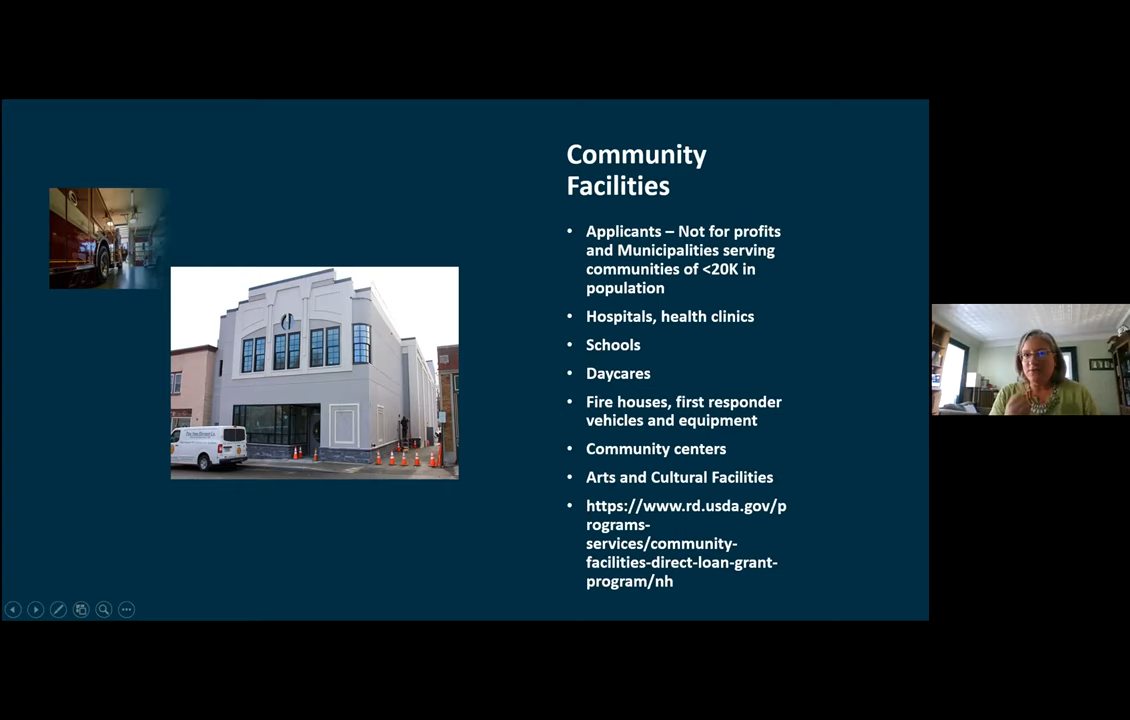 Community
Facilities
• Applicants – Not for profits
and Municipalities serving
communities of <20K in
population
• Hospitals, health clinics
• Schools
• Daycares
• Fire houses, first responder
vehicles and equipment
• Community centers
• Arts and Cultural Facilities
• https://www.rd.usda.gov/p
rograms-
services/community-
facilities-direct-loan-grant-
program/nh